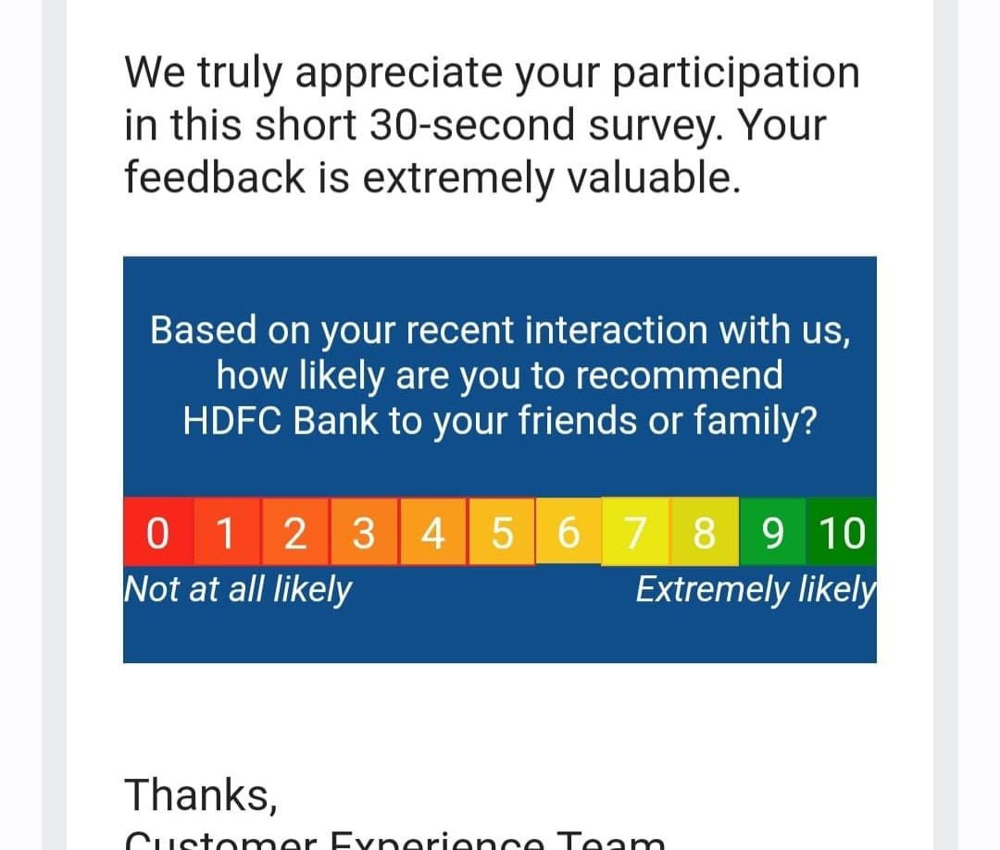 We truly appreciate your participation
in this short 30-second survey. Your
feedback is extremely valuable.
Based on your recent interaction with us,
how likely are you to recommend
HDFC Bank to your friends or family?
0 1 2 3 4 5 6 7 8 9 10
Not at all likely Extremely likely
Thanks,
Customer Experience Team